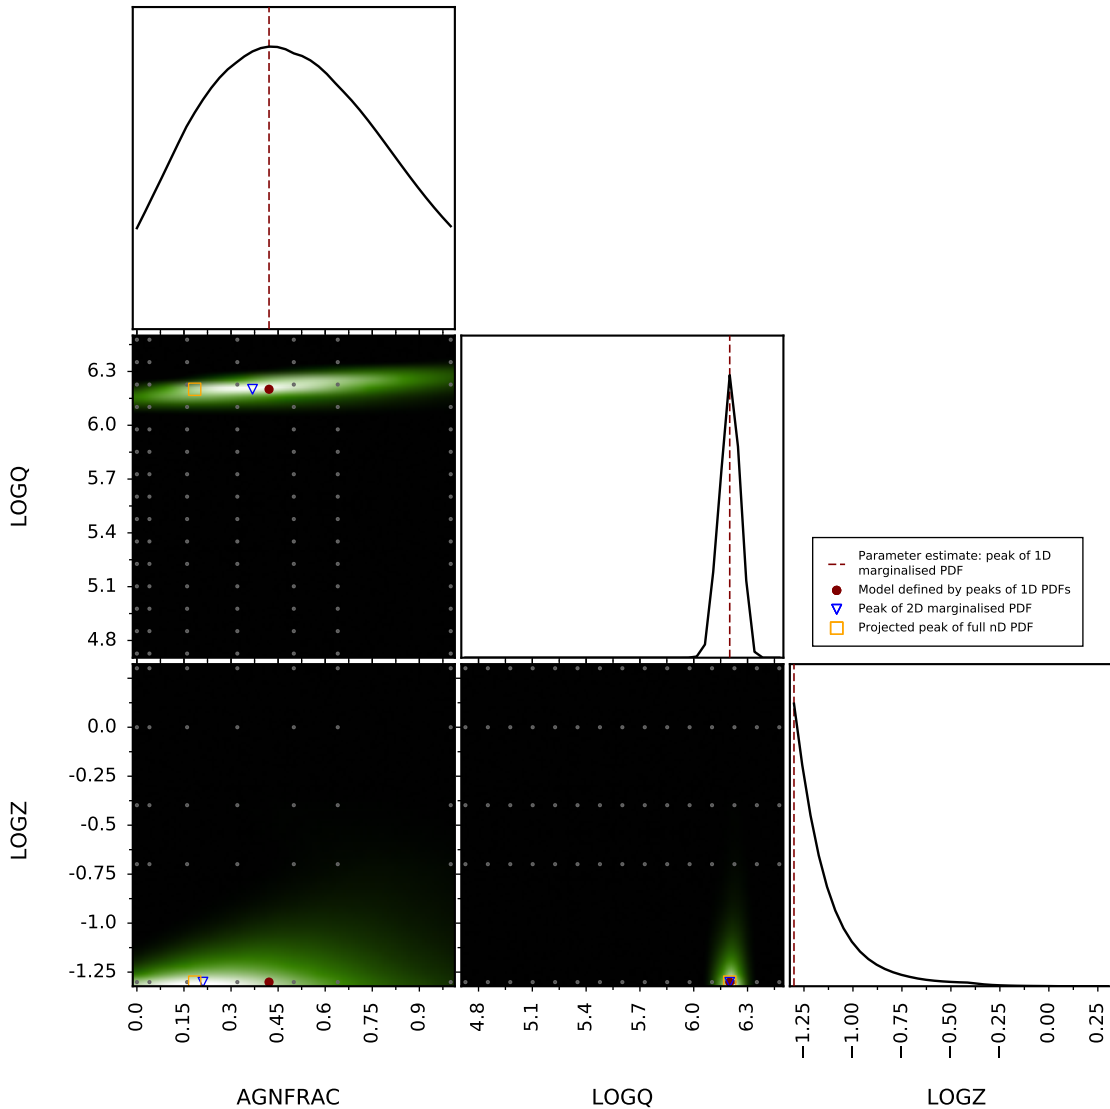 6.3
6.0
5.7
5.4
5.1
4.8
LOGQ
Parameter estimate: peak of 1D
marginalised PDF
Model defined by peaks of 1D PDFs
Peak of 2D marginalised PDF
Projected peak of full nD PDF
0.0
-0.25
-0.5
-0.75
-1.0
-1.25
LOGZ
0.0 0.15 0.3 0.45 0.6 0.75 0.9
4.8 5.1 5.4 5.7 6.0 6.3
−1.25 −1.00 −0.75 −0.50 −0.25 0.00 0.25
AGNFRAC LOGQ LOGZ